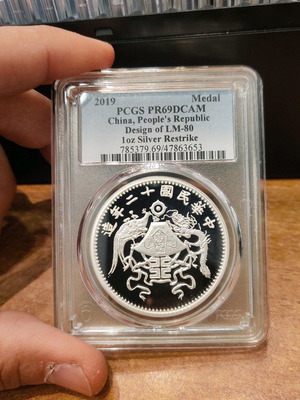 2019 Medal
PCGS PR69DCAM
China, People's Republic
Design of LM-80
1oz Silver Restrike
785379.69/47863653
造年二十國民華中